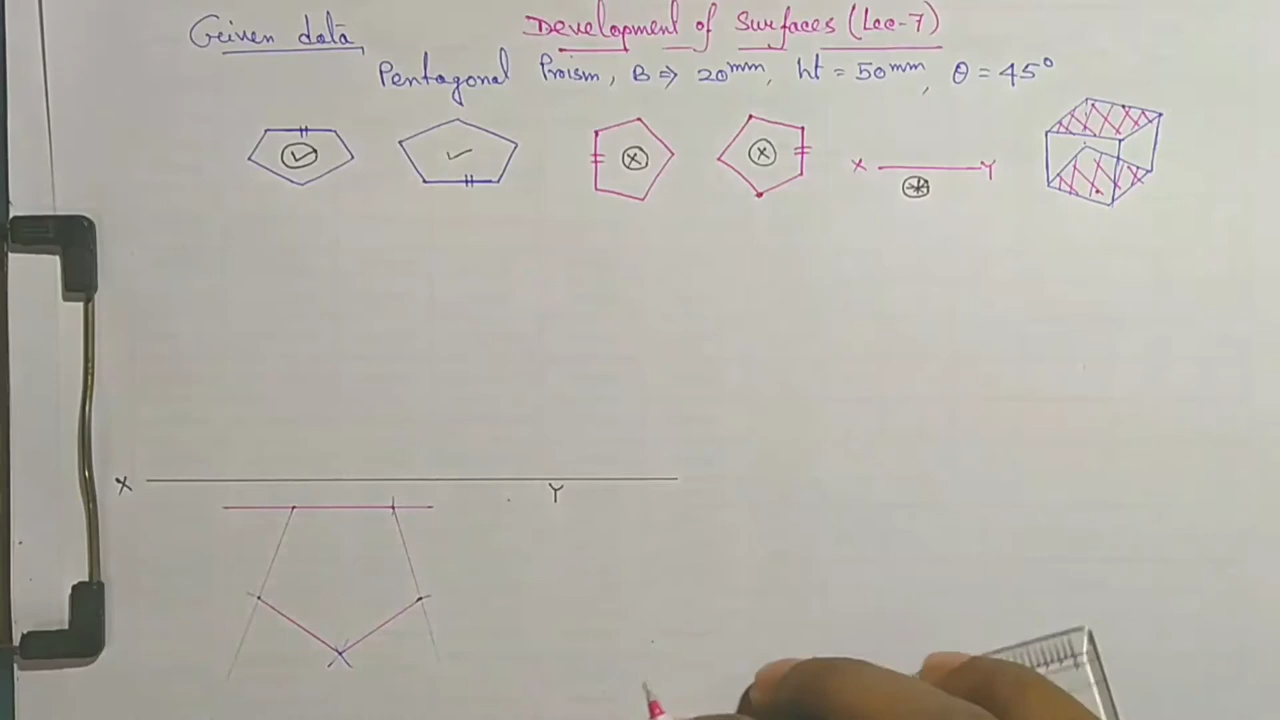 Given data
Development of Surfaces (Lec-7)
Pentagonal Prism, B ⇒ 20mm, ht = 50mm, θ = 45°
X Y
X Y